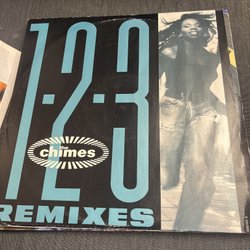 1-2-3
the
chimes
REMIXES